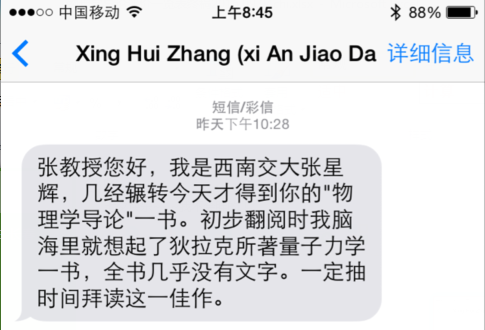 中国移动 上午8:45 88%
Xing Hui Zhang (xi An Jiao Da 详细信息
短信/彩信
昨天下午10:28
张教授您好，我是西南交大张星
辉，几经辗转今天才得到你的"物
理学导论"一书。初步翻阅时我脑
海里就想起了狄拉克所著量子力学
一书，全书几乎没有文字。一定抽
时间拜读这一佳作。